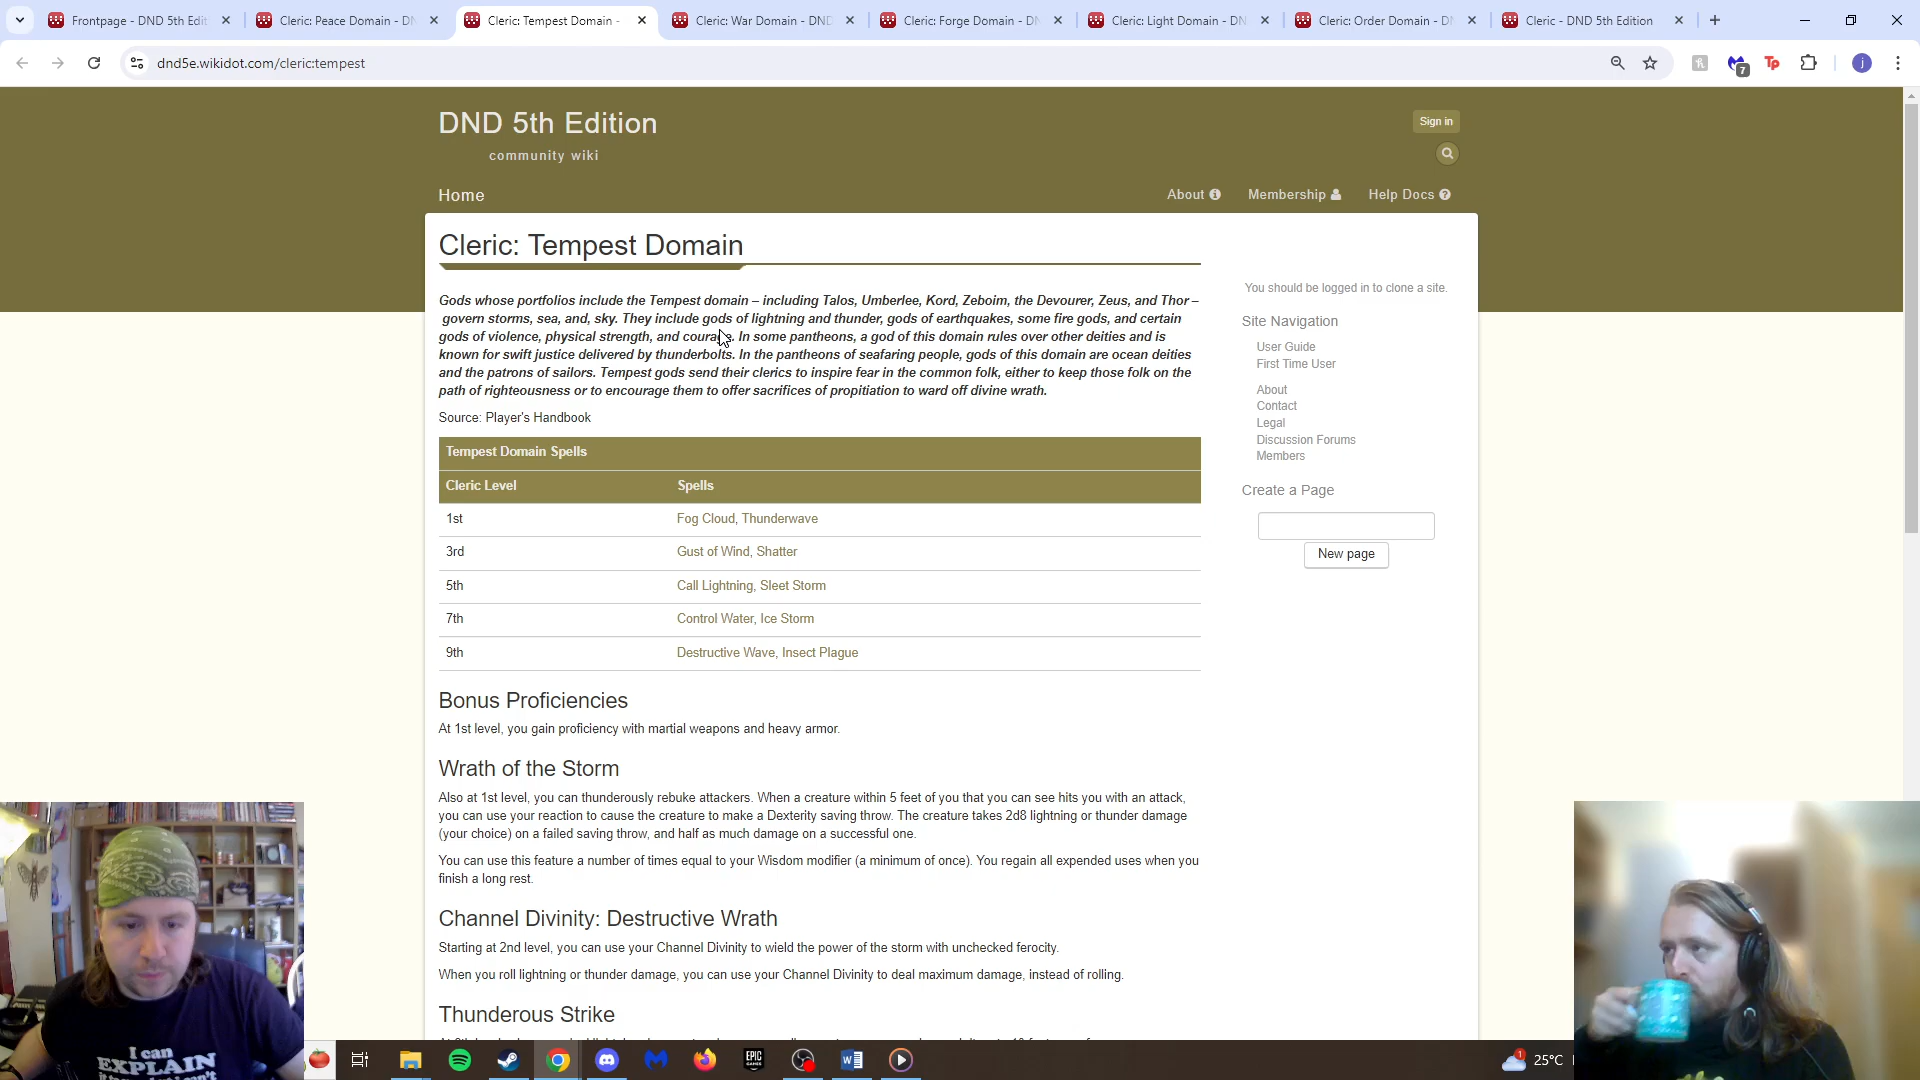 Frontpage - DND 5th Edit
Cleric: Peace Domain - DN
Cleric: Tempest Domain -
Cleric: War Domain - DND
Cleric: Forge Domain - DN
Cleric: Light Domain - DN
Cleric: Order Domain - DN
Cleric - DND 5th Edition
dnd5e.wikidot.com/cleric:tempest
7
Tp
j
DND 5th Edition
community wiki
Sign in
Home
About
Membership
Help Docs
Cleric: Tempest Domain
Gods whose portfolios include the Tempest domain – including Talos, Umberlee, Kord, Zeboim, the Devourer, Zeus, and Thor –
govern storms, sea, and, sky. They include gods of lightning and thunder, gods of earthquakes, some fire gods, and certain
gods of violence, physical strength, and courage. In some pantheons, a god of this domain rules over other deities and is
known for swift justice delivered by thunderbolts. In the pantheons of seafaring people, gods of this domain are ocean deities
and the patrons of sailors. Tempest gods send their clerics to inspire fear in the common folk, either to keep those folk on the
path of righteousness or to encourage them to offer sacrifices of propitiation to ward off divine wrath.
Source: Player's Handbook
Tempest Domain Spells
Cleric Level Spells
1st Fog Cloud, Thunderwave
3rd Gust of Wind, Shatter
5th Call Lightning, Sleet Storm
7th Control Water, Ice Storm
9th Destructive Wave, Insect Plague
Bonus Proficiencies
At 1st level, you gain proficiency with martial weapons and heavy armor.
Wrath of the Storm
Also at 1st level, you can thunderously rebuke attackers. When a creature within 5 feet of you that you can see hits you with an attack,
you can use your reaction to cause the creature to make a Dexterity saving throw. The creature takes 2d8 lightning or thunder damage
(your choice) on a failed saving throw, and half as much damage on a successful one.
You can use this feature a number of times equal to your Wisdom modifier (a minimum of once). You regain all expended uses when you
finish a long rest.
Channel Divinity: Destructive Wrath
Starting at 2nd level, you can use your Channel Divinity to wield the power of the storm with unchecked ferocity.
When you roll lightning or thunder damage, you can use your Channel Divinity to deal maximum damage, instead of rolling.
Thunderous Strike
You should be logged in to clone a site.
Site Navigation
User Guide
First Time User
About
Contact
Legal
Discussion Forums
Members
Create a Page
New page
I can
EXPLAIN
EPIC
GAMES
1
25°C